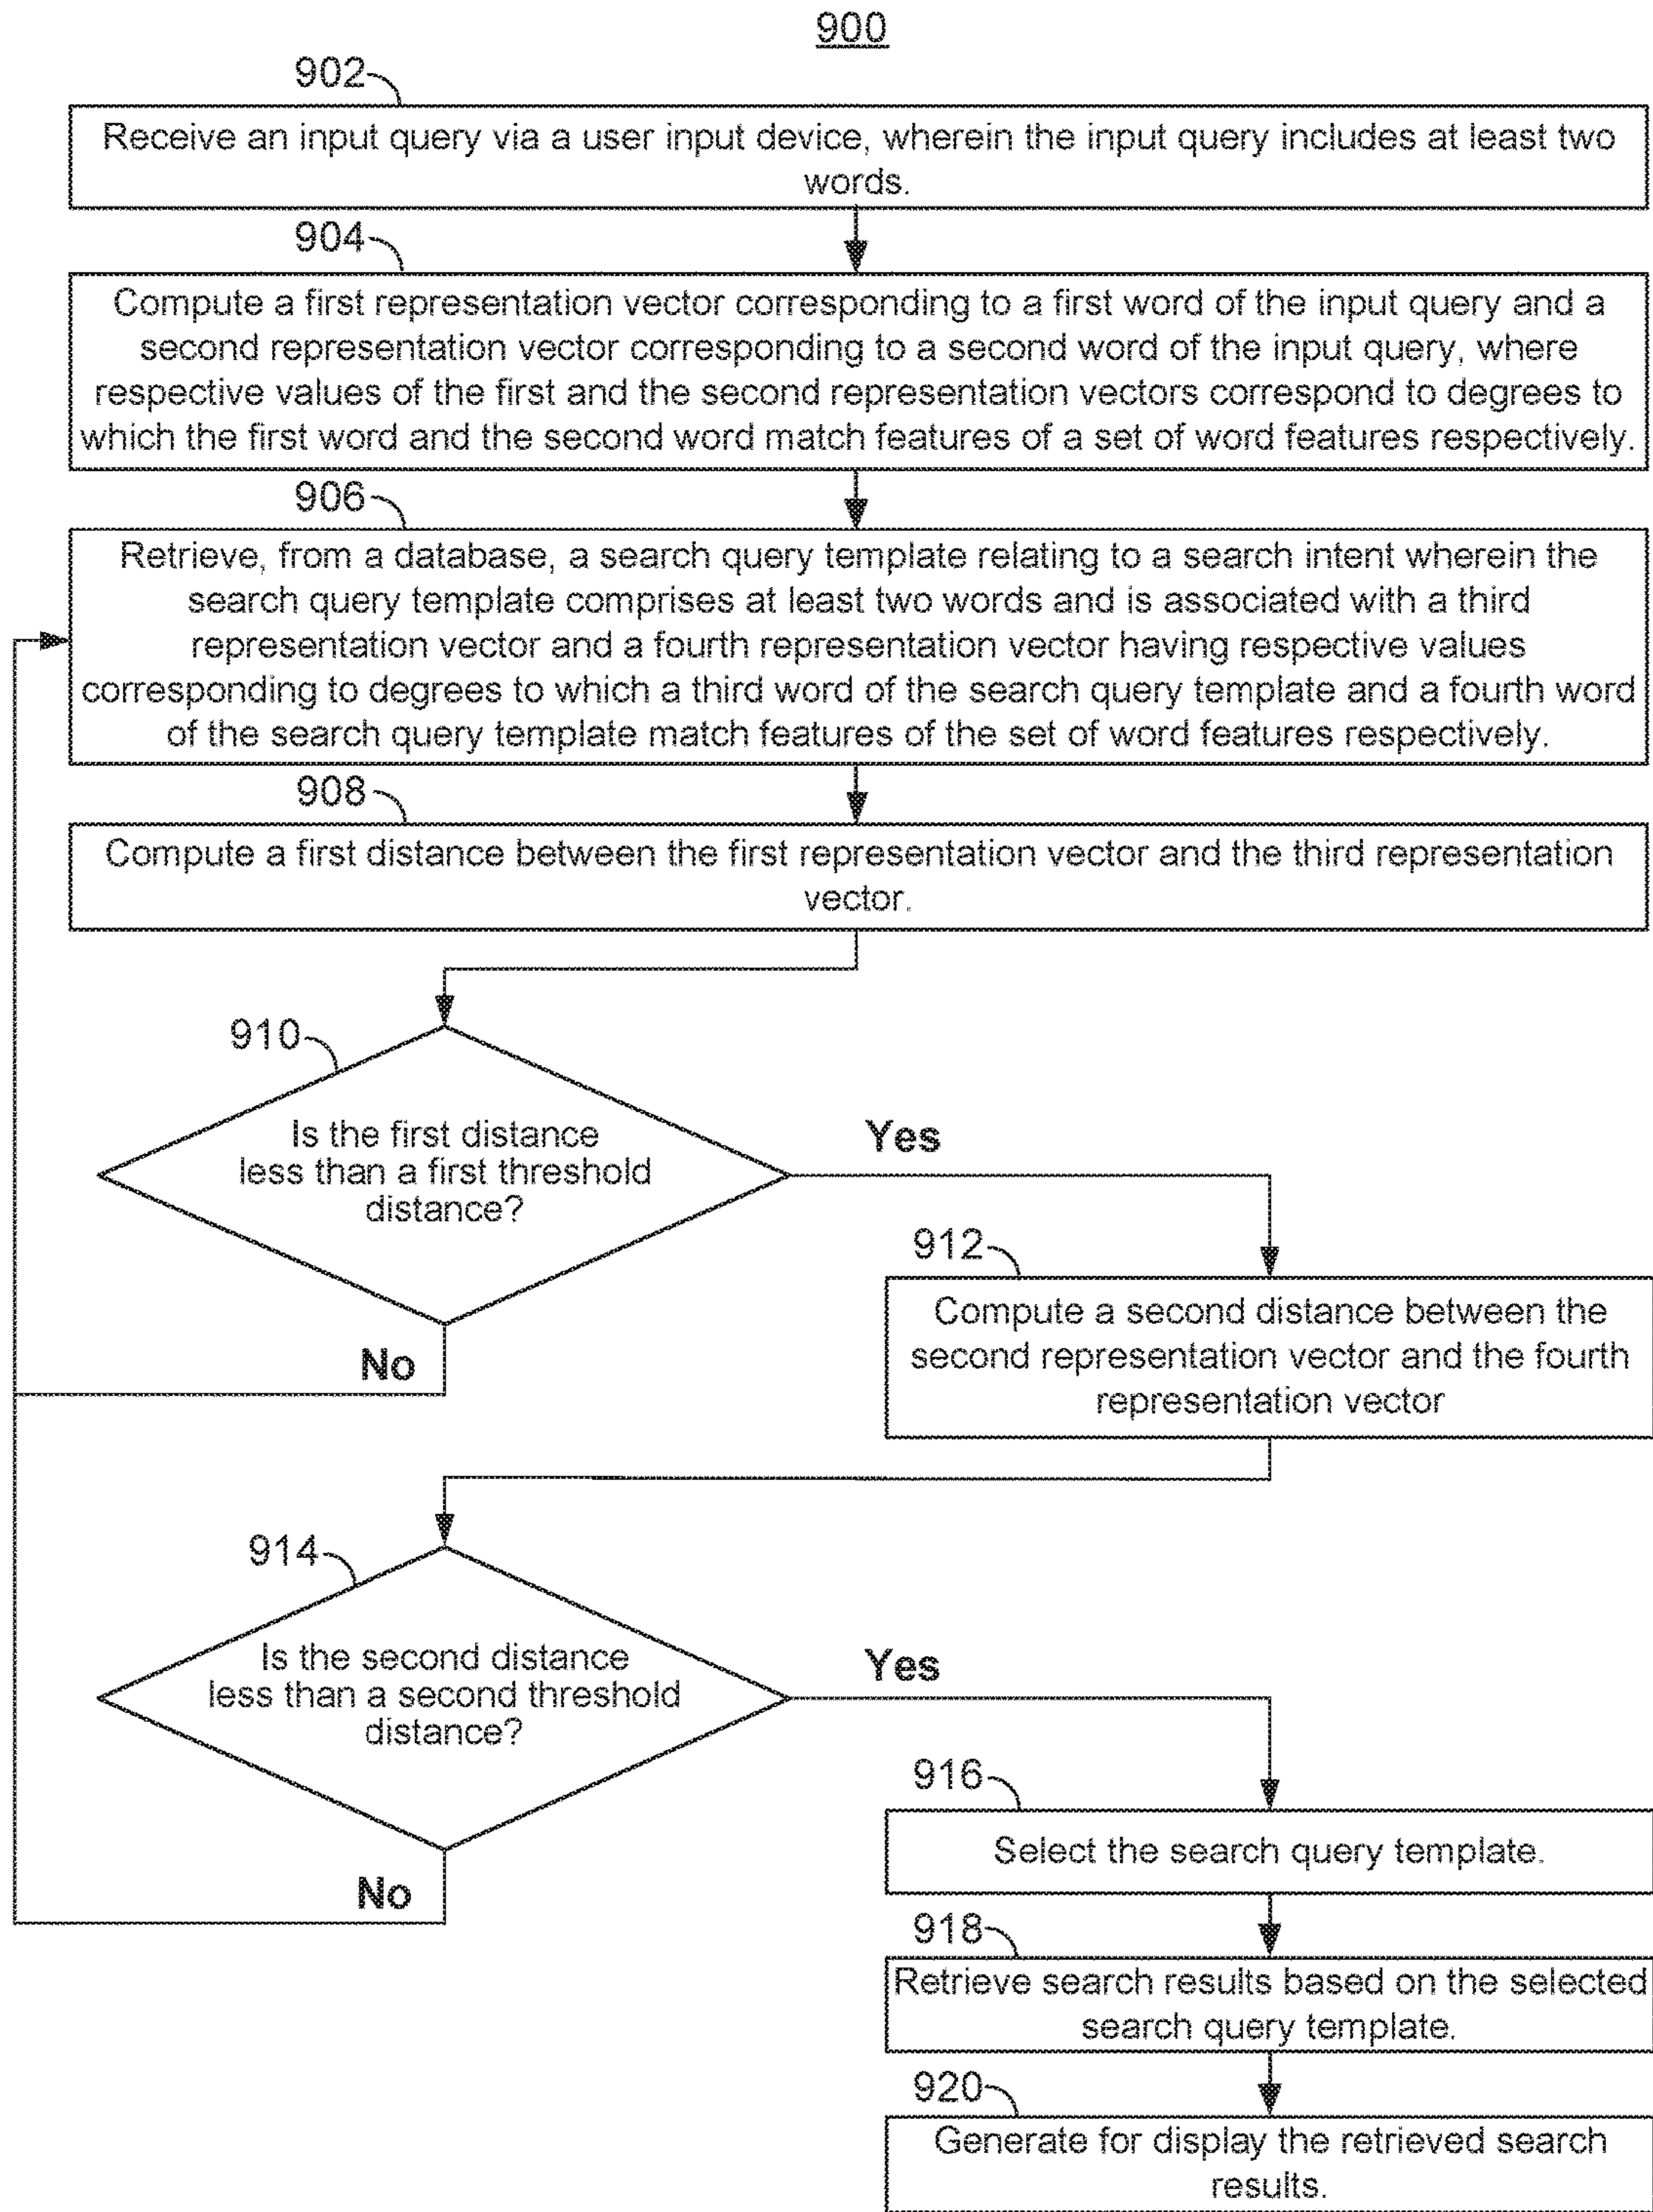 900
902
Receive an input query via a user input device, wherein the input query includes at least two
words.
904
Compute a first representation vector corresponding to a first word of the input query and a
second representation vector corresponding to a second word of the input query, where
respective values of the first and the second representation vectors correspond to degrees to
which the first word and the second word match features of a set of word features respectively.
906
Retrieve, from a database, a search query template relating to a search intent wherein the
search query template comprises at least two words and is associated with a third
representation vector and a fourth representation vector having respective values
corresponding to degrees to which a third word of the search query template and a fourth word
of the search query template match features of the set of word features respectively.
908
Compute a first distance between the first representation vector and the third representation
vector.
910
Is the first distance
less than a first threshold
distance?
Yes
No
912
Compute a second distance between the
second representation vector and the fourth
representation vector
914
Is the second distance
less than a second threshold
distance?
Yes
No
916
Select the search query template.
918
Retrieve search results based on the selected
search query template.
920
Generate for display the retrieved search
results.